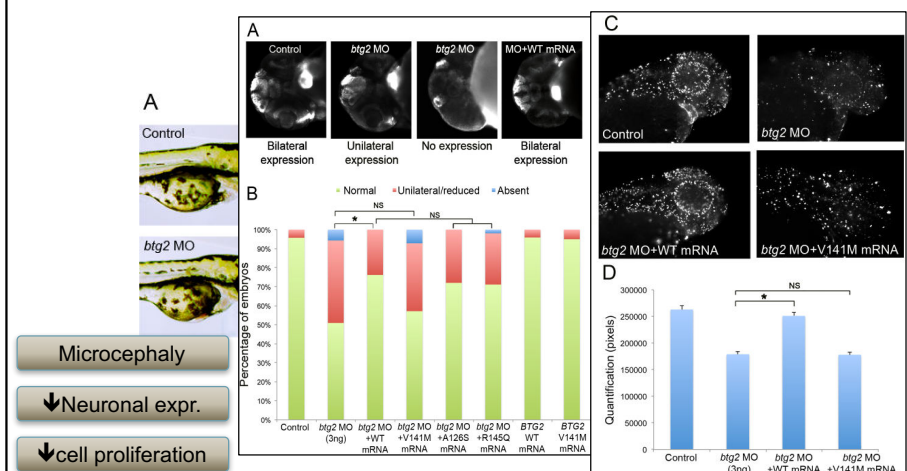 A
Control
btg2 MO
Microcephaly
↓Neuronal expr.
↓cell proliferation
A
Control
btg2 MO
btg2 MO
MO+WT mRNA
Bilateral expression
Unilateral expression
No expression
Bilateral expression
B
Normal
Unilateral/reduced
Absent
NS
NS
*
Percentage of embryos
100%
90%
80%
70%
60%
50%
40%
30%
20%
10%
0%
Control
btg2 MO
(3ng)
btg2 MO
+WT
mRNA
btg2 MO
+V141M
mRNA
btg2 MO
+A126S
mRNA
btg2 MO
+R145Q
mRNA
BTG2
WT
mRNA
BTG2
V141M
mRNA
C
Control
btg2 MO
btg2 MO+WT mRNA
btg2 MO+V141M mRNA
D
NS
*
Quantification (pixels)
300000
250000
200000
150000
100000
50000
0
Control
btg2 MO
(3ng)
btg2 MO
+WT mRNA
btg2 MO
+V141M mRNA